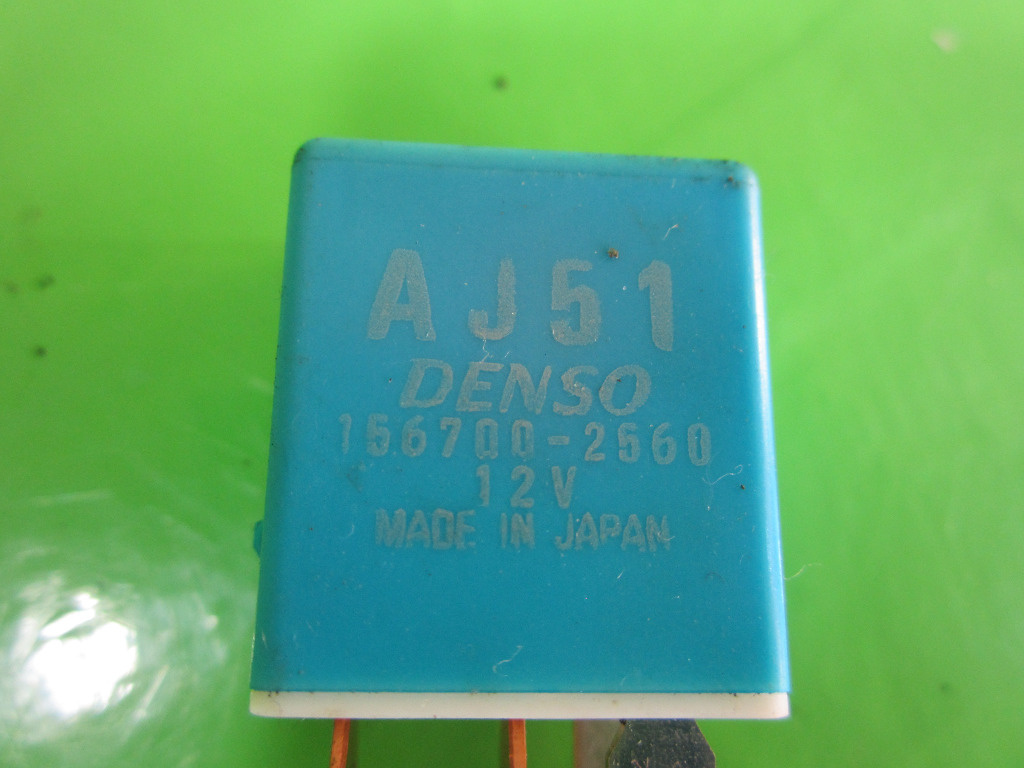 AJ51
DENSO
156700-2560
12V
MADE IN JAPAN